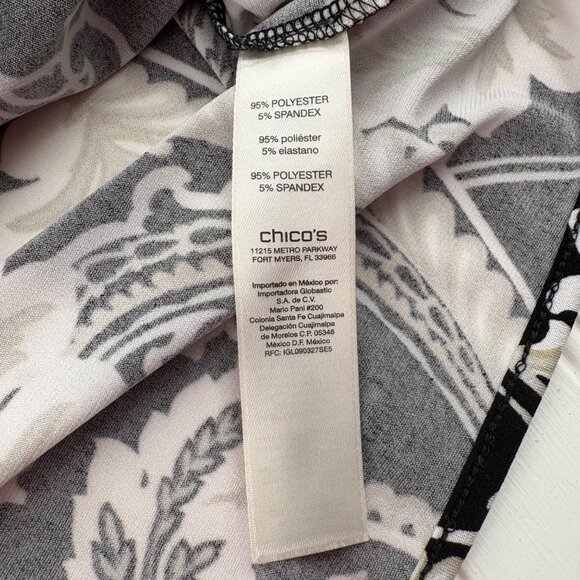 95% POLYESTER
5% SPANDEX
95% poliéster
5% elastano
95% POLYESTER
5% SPANDEX
chico's
11215 METRO PARKWAY
FORT MYERS, FL 33966
Importado en México por:
Importadora Globastic
S.A. de C.V.
Mario Pani #200
Colonia Santa Fe Cuajimalpa
Delegación Cuajimalpa
de Morelos C.P. 05348
México D.F. México
RFC: IGL090327SE5